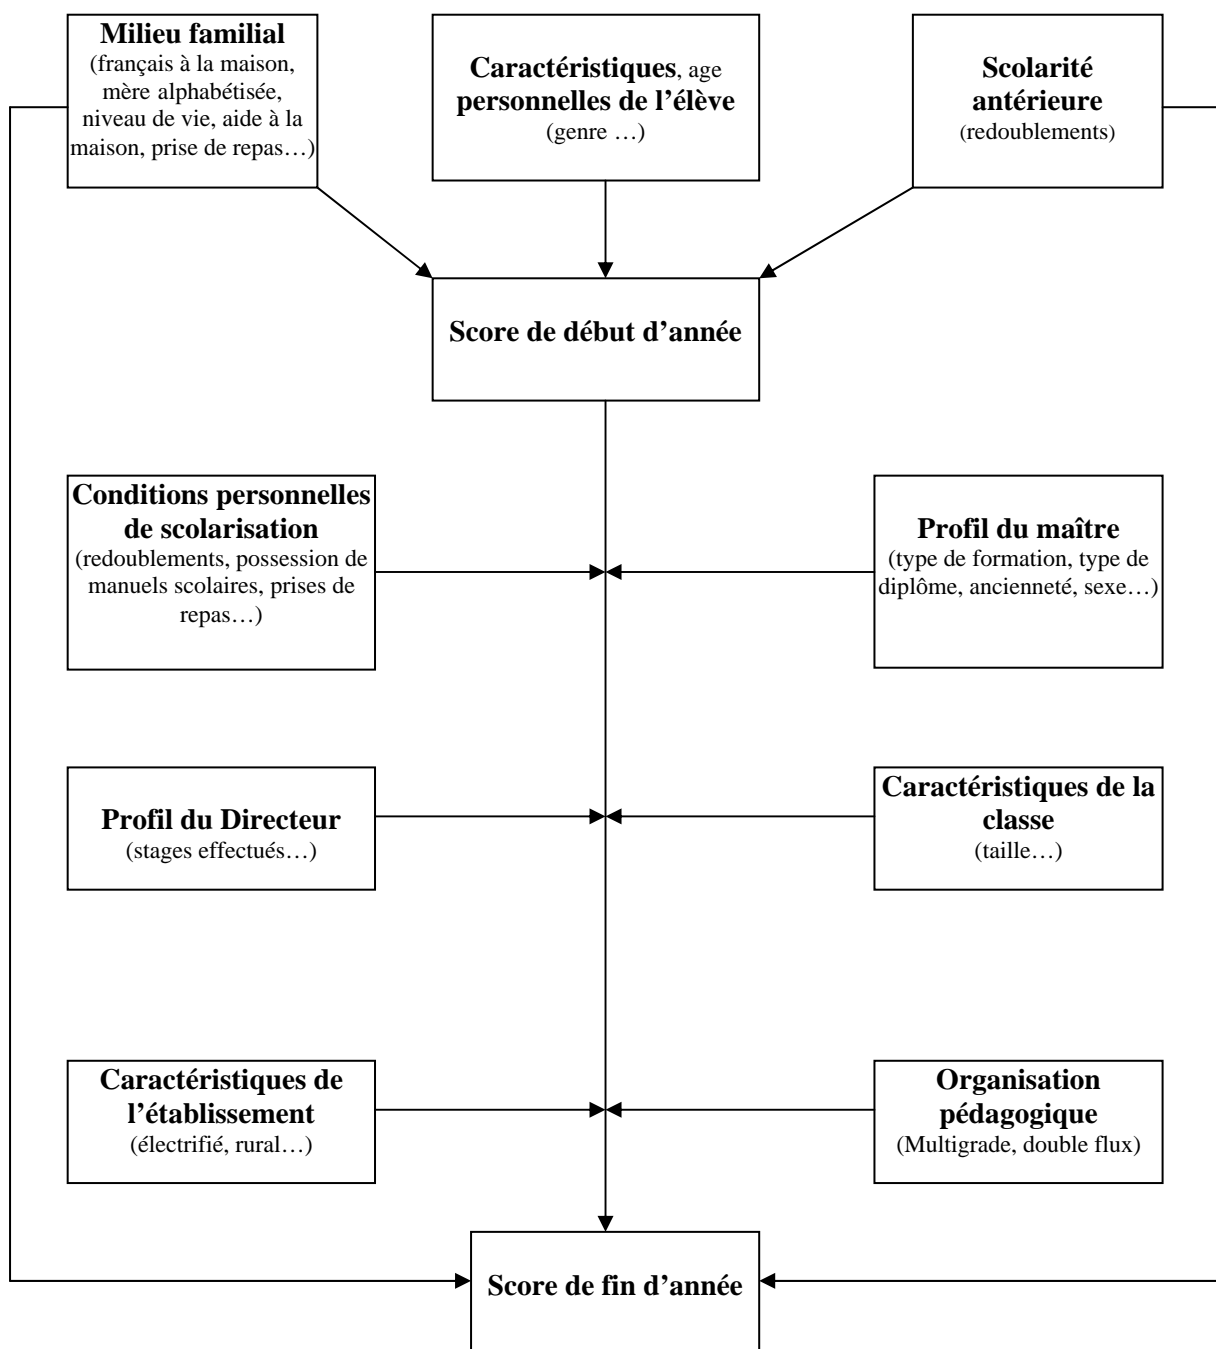 Milieu familial
(français à la maison,
mère alphabétisée,
niveau de vie, aide à la
maison, prise de repas…)
Caractéristiques, age
personnelles de l’élève
(genre …)
Scolarité
antérieure
(redoublements)
Score de début d’année
Conditions personnelles
de scolarisation
(redoublements, possession de
manuels scolaires, prises de
repas…)
Profil du maître
(type de formation, type de
diplôme, ancienneté, sexe…)
Profil du Directeur
(stages effectués…)
Caractéristiques de la
classe
(taille…)
Caractéristiques de
l’établissement
(électrifié, rural…)
Organisation
pédagogique
(Multigrade, double flux)
Score de fin d’année